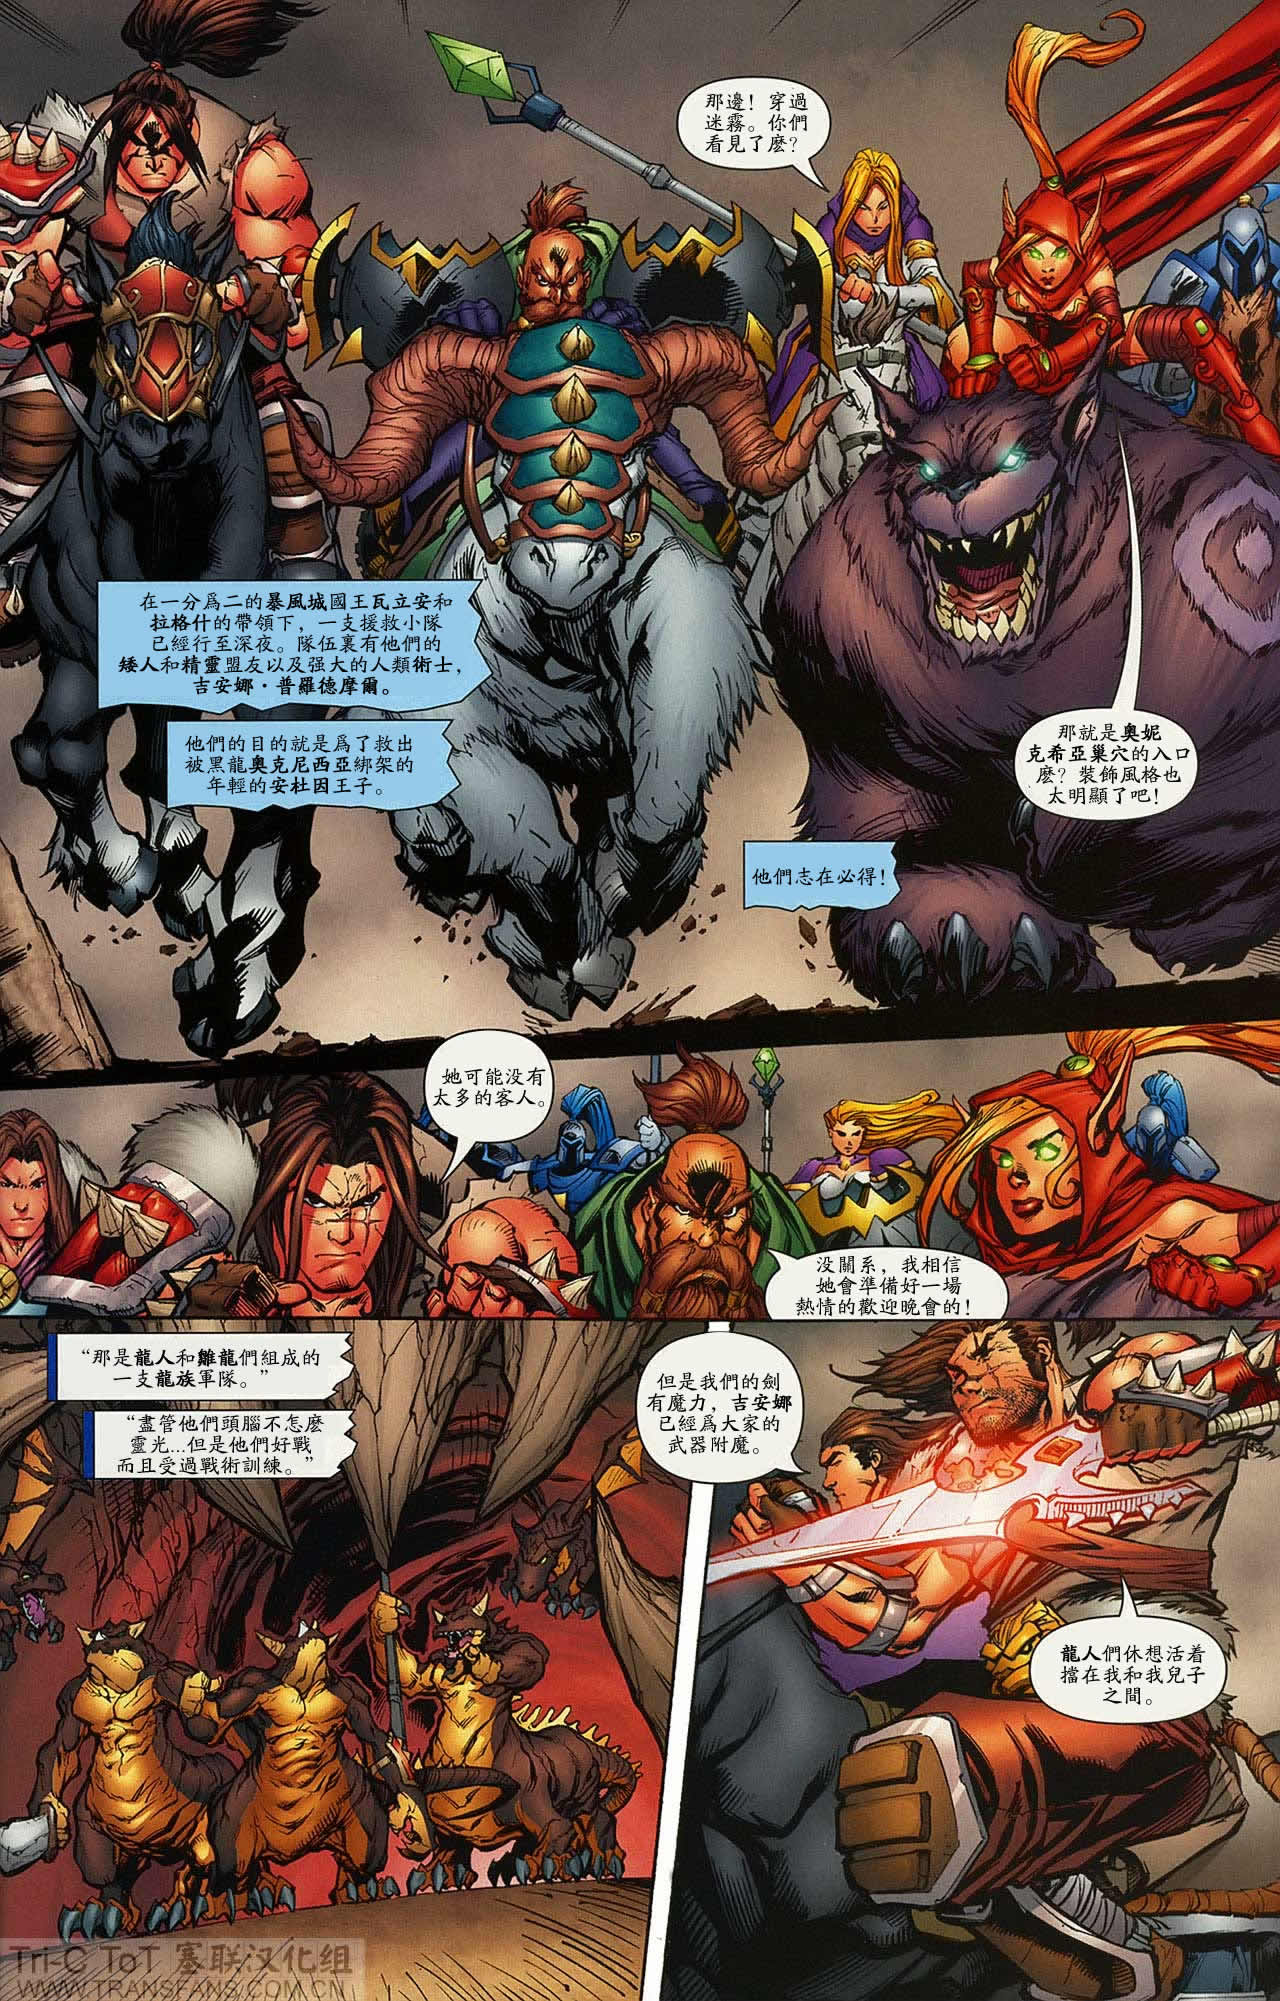 那邊！穿過
迷霧。你們
看見了麽？
在一分爲二的暴風城國王瓦立安和
拉格什的帶領下，一支援救小隊
已經行至深夜。隊伍裏有他們的
矮人和精靈盟友以及强大的人類術士，
吉安娜·普羅德摩爾。
他們的目的就是爲了救出
被黑龍奧克尼西亞綁架的
年輕的安杜因王子。
那就是奧妮
克希亞巢穴的入口
麽？裝飾風格也
太明顯了吧！
他們志在必得！
她可能没有
太多的客人。
没關系，我相信
她會準備好一場
熱情的歡迎晚會的！
“那是龍人和雛龍們組成的
一支龍族軍隊。”
“盡管他們頭腦不怎麽
靈光...但是他們好戰
而且受過戰術訓練。”
但是我們的劍
有魔力，吉安娜
已經爲大家的
武器附魔。
龍人們休想活着
擋在我和我兒子
之間。
Tri-C ToT 塞联汉化组
WWW.TRANSFANS.COM.CN